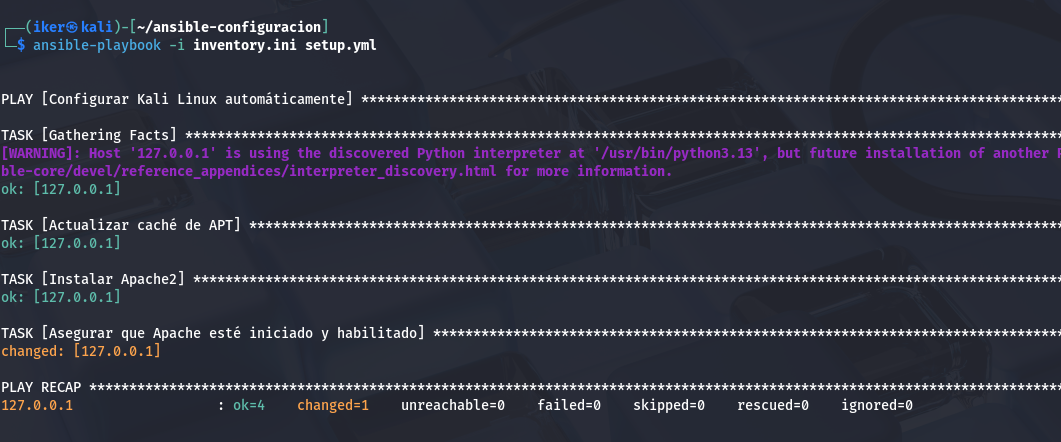 (iker㉿kali)-[~/ansible-configuracion]
$ ansible-playbook -i inventory.ini setup.yml
PLAY [Configurar Kali Linux automáticamente] ****************************************************************************************
TASK [Gathering Facts] **************************************************************************************************************
[WARNING]: Host '127.0.0.1' is using the discovered Python interpreter at '/usr/bin/python3.13', but future installation of another
ble-core/devel/reference_appendices/interpreter_discovery.html for more information.
ok: [127.0.0.1]
TASK [Actualizar caché de APT] ******************************************************************************************************
ok: [127.0.0.1]
TASK [Instalar Apache2] *************************************************************************************************************
ok: [127.0.0.1]
TASK [Asegurar que Apache esté iniciado y habilitado] *******************************************************************************
changed: [127.0.0.1]
PLAY RECAP **************************************************************************************************************************
127.0.0.1 : ok=4 changed=1 unreachable=0 failed=0 skipped=0 rescued=0 ignored=0